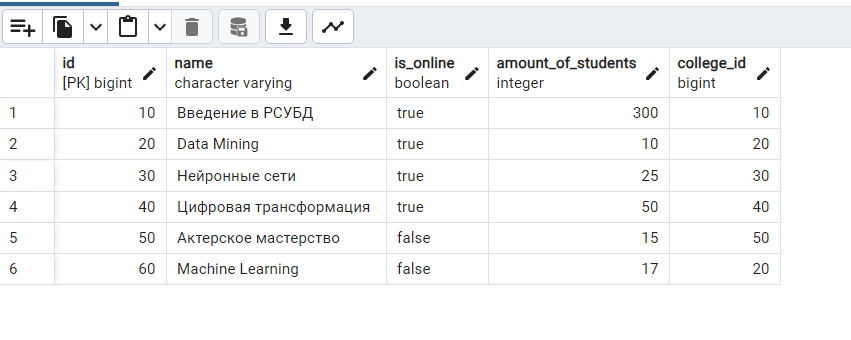 id name is_online amount_of_students college_id
[PK] bigint character varying boolean integer bigint
1 10 Введение в РСУБД true 300 10
2 20 Data Mining true 10 20
3 30 Нейронные сети true 25 30
4 40 Цифровая трансформация true 50 40
5 50 Актерское мастерство false 15 50
6 60 Machine Learning false 17 20